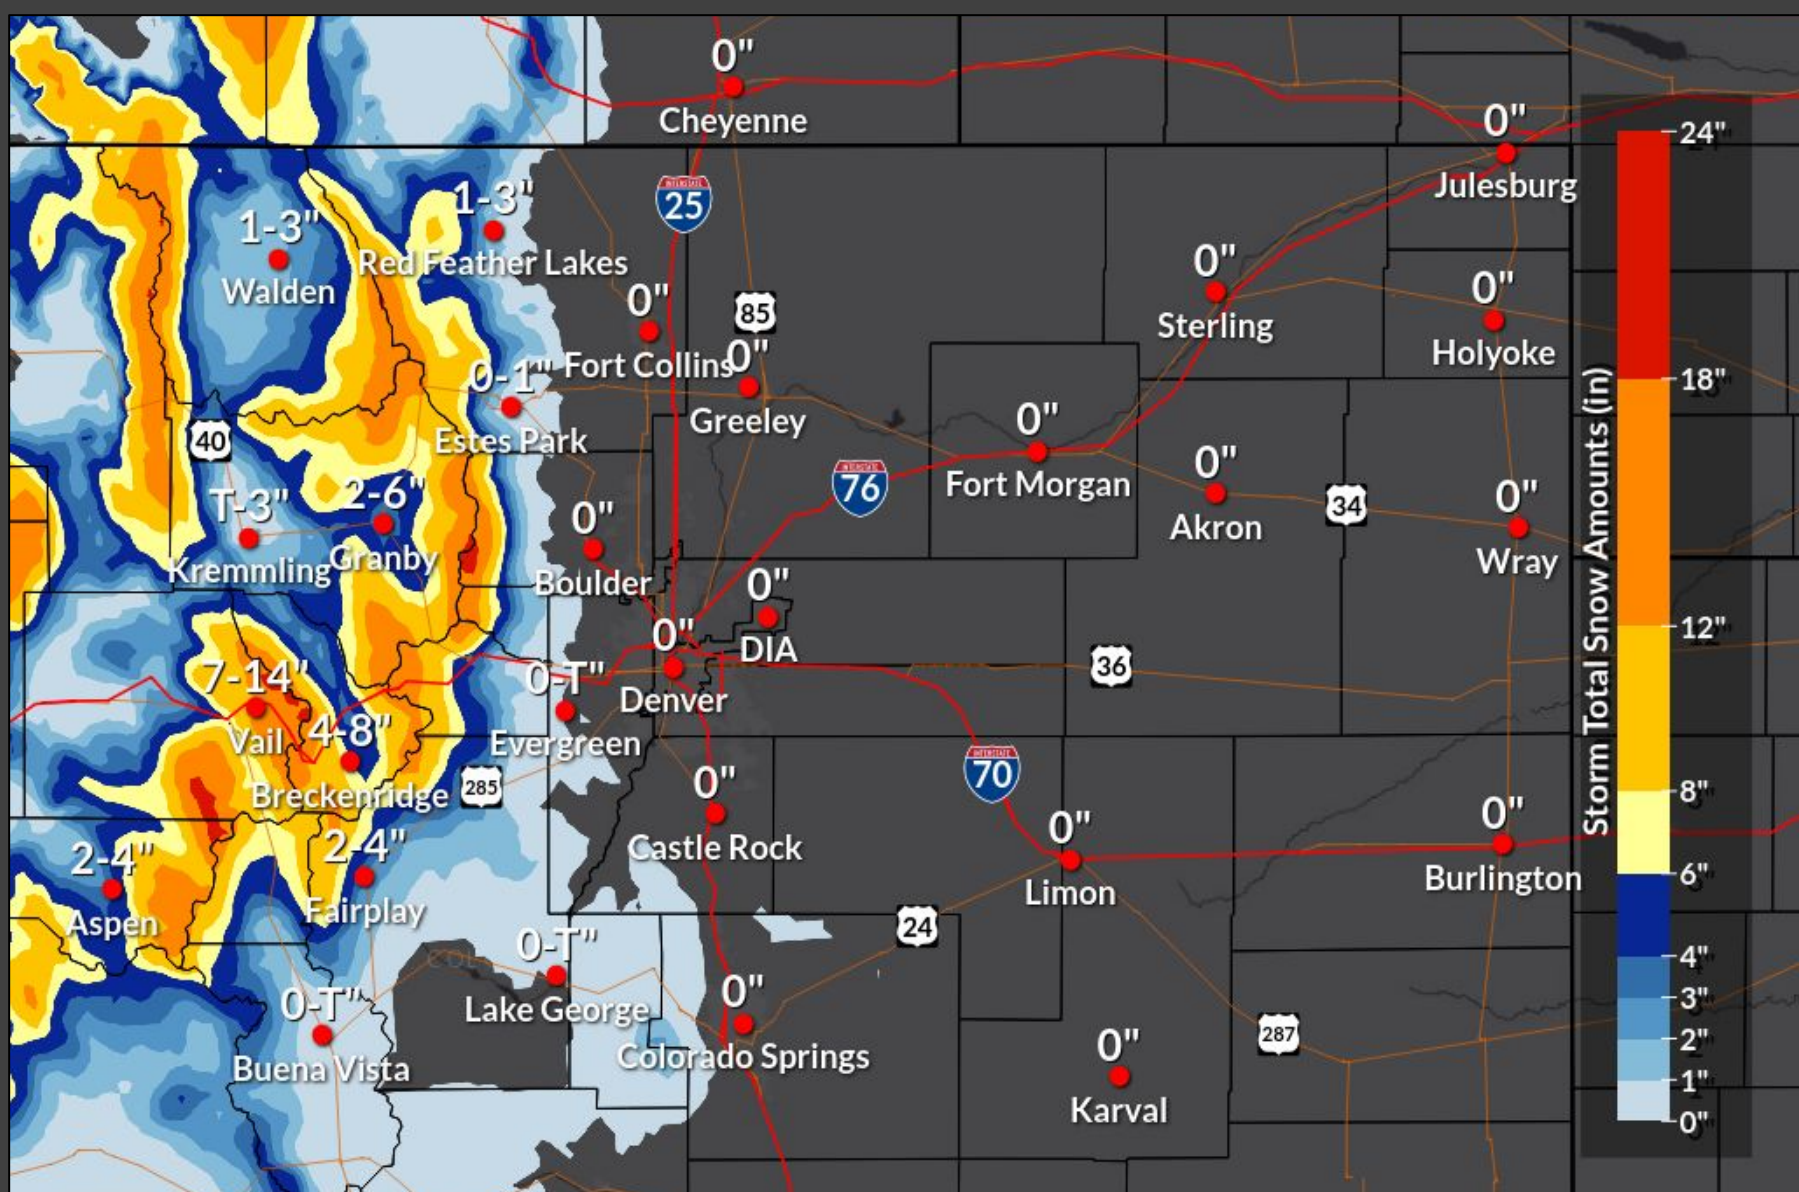 0"
Cheyenne
0"
Julesburg
24"
1-3"
Red Feather Lakes
INTERSTATE
25
1-3"
Walden
0"
Sterling
0"
Holyoke
0"
Fort Collins
85
0"
Greeley
18"
0-1"
Estes Park
40
0"
Fort Morgan
INTERSTATE
76
0"
Akron
34
0"
Wray
T-3"
Kremmling
2-6"
Granby
0"
Boulder
0"
DIA
Storm Total Snow Amounts (in)
12"
0"
Denver
36
7-14"
Vail
4-8"
Breckenridge
0-T"
Evergreen
285
INTERSTATE
70
0"
Castle Rock
8"
0"
Limon
0"
Burlington
2-4"
Aspen
2-4"
Fairplay
6"
24
0-T"
Lake George
4"
0-T"
Buena Vista
0"
Colorado Springs
3"
287
2"
0"
Karval
1"
0"